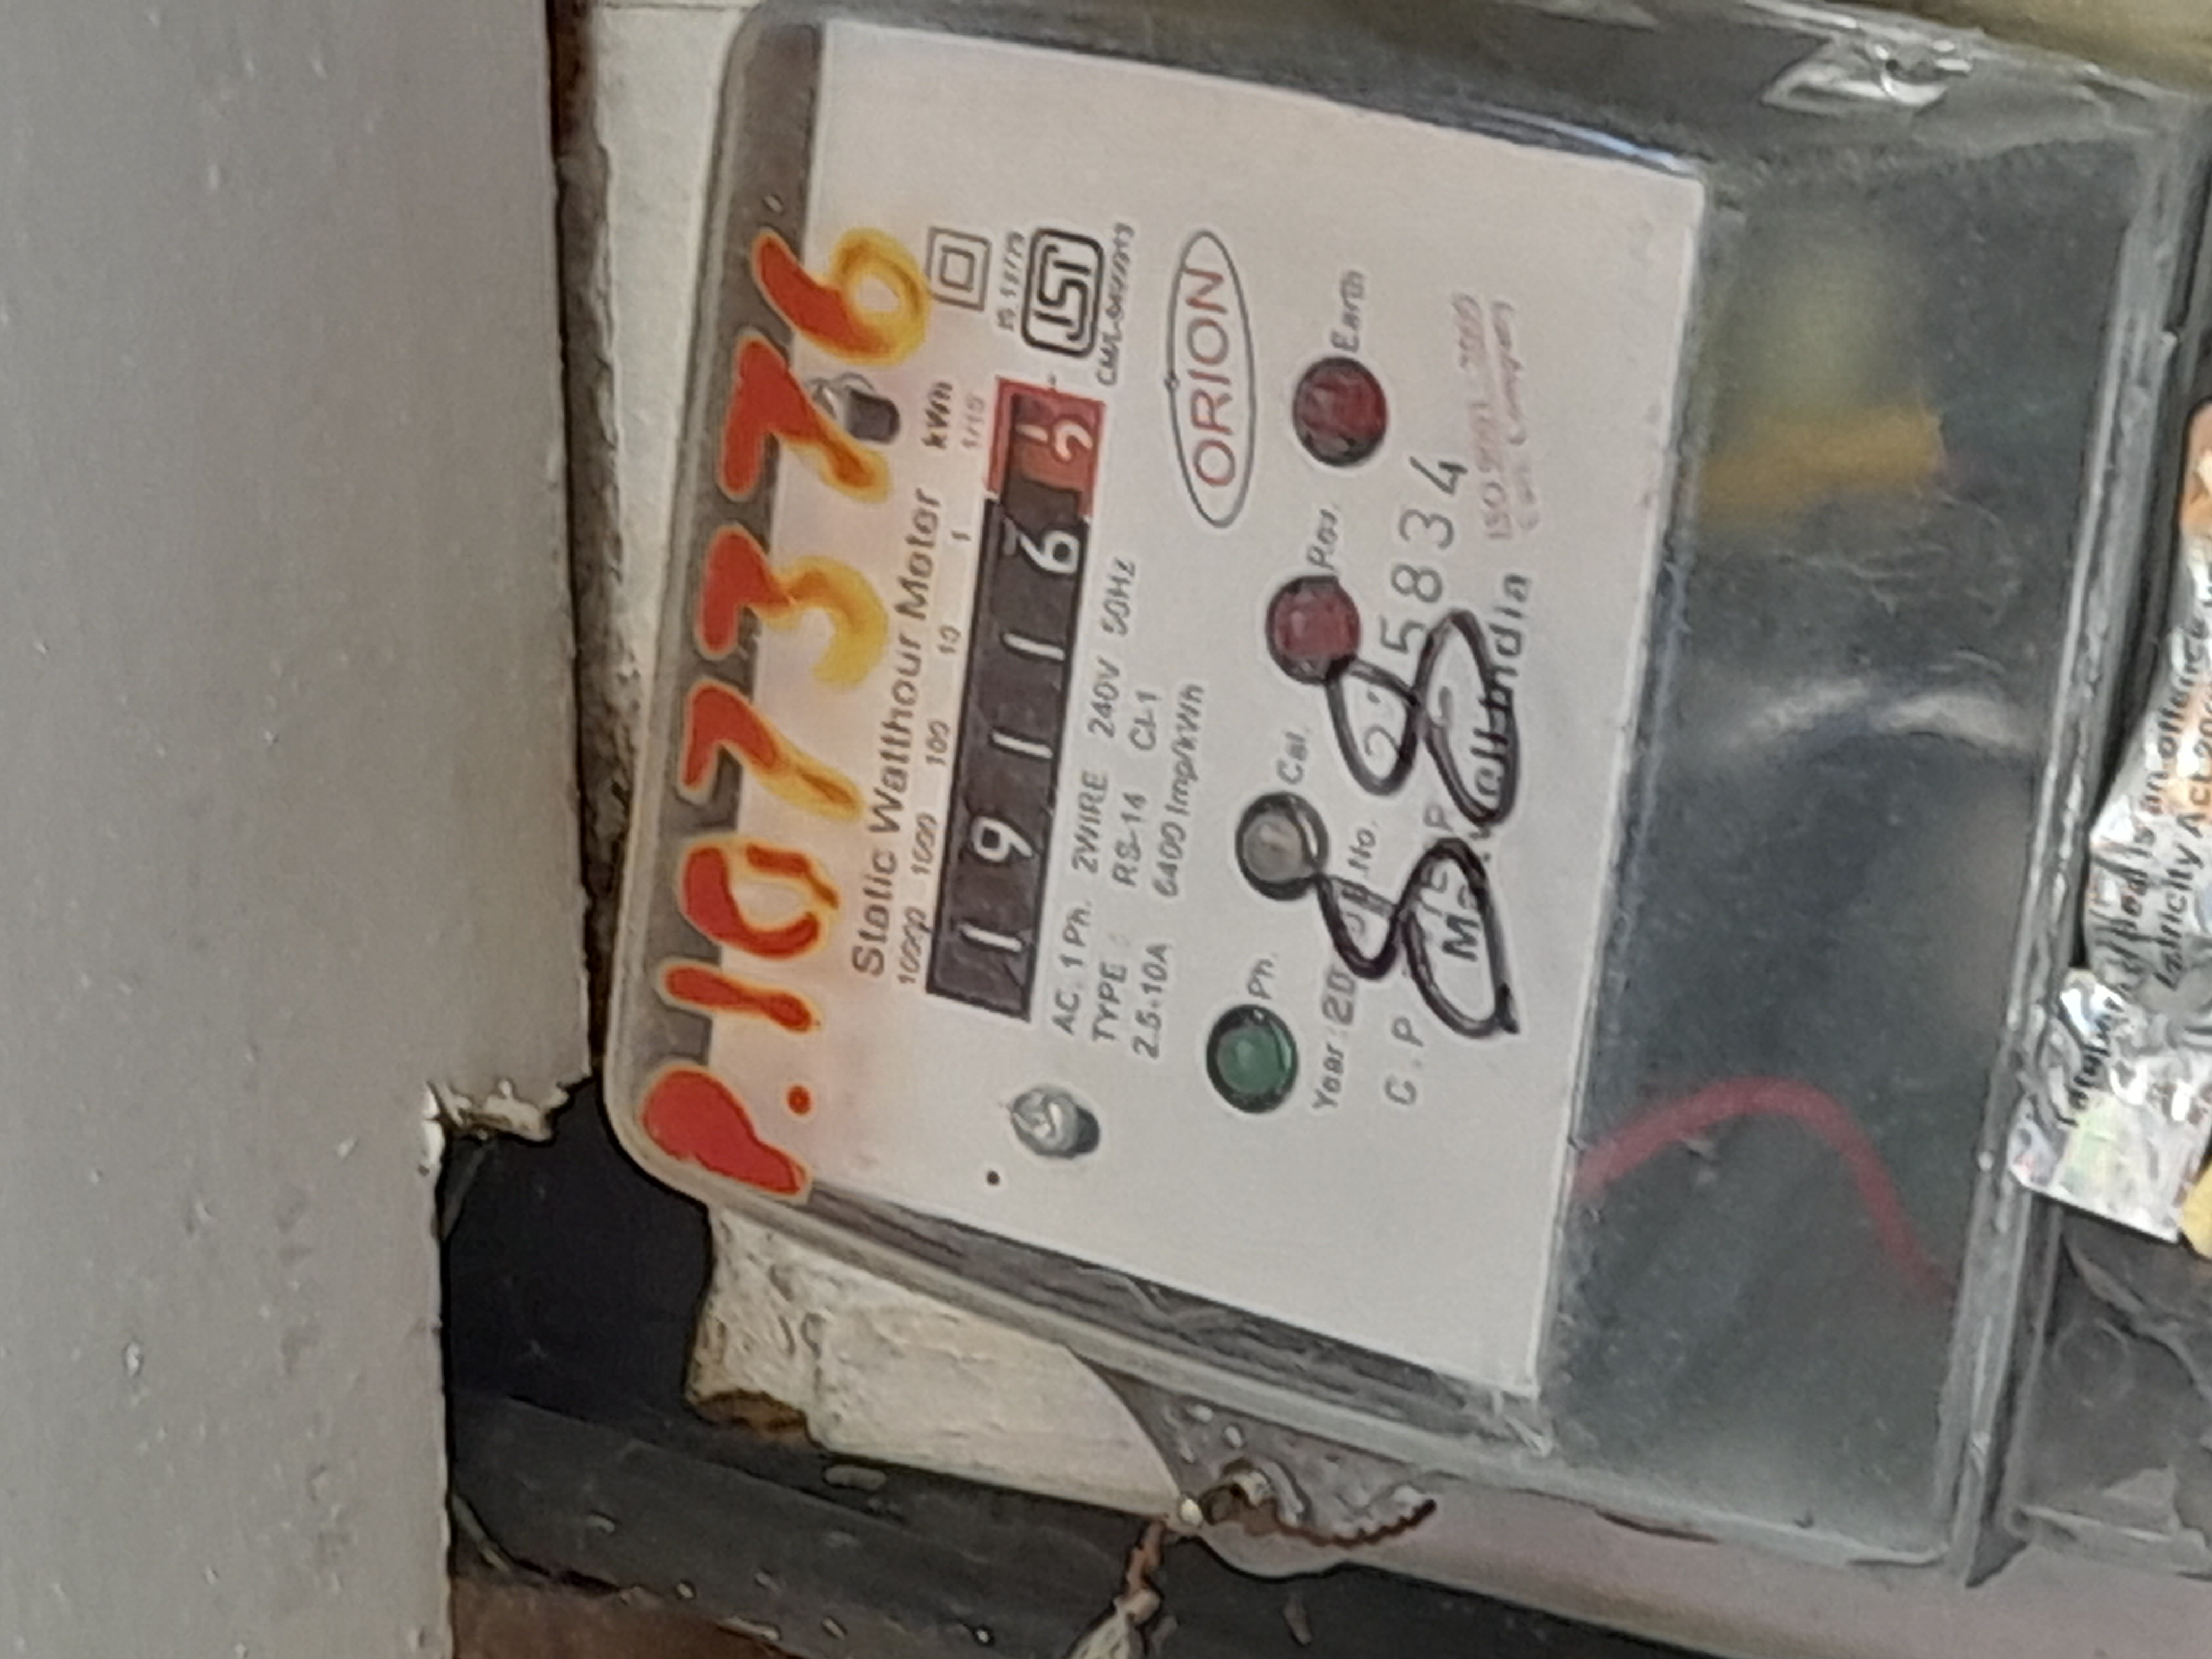 P.107376
Static Watthour Meter kWh
10000 1000 100 10 1 1/10
1 9 1 1 6
AC. 1 Ph. 2WIRE 240V 50Hz
TYPE : RS-14 Cl-1
2.5-10A 6400 Imp/kWh
ORION
Ph. Cal. Rev. Earth
Year : 20
5834
88
India